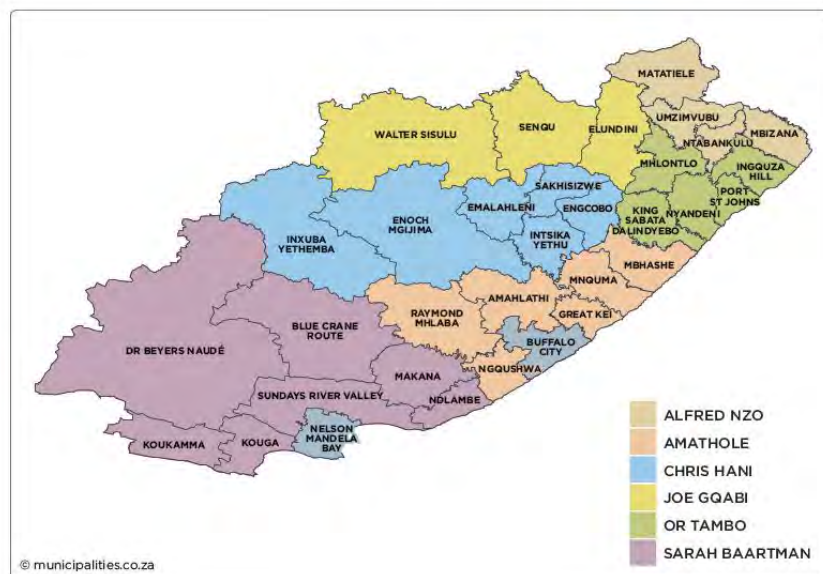 MATATIELE
UMZIMVUBU
MBIZANA
NTABANKULU
WALTER SISULU
SENQU
ELUNDINI
MHLONTLO
INGQUZA
HILL
PORT
ST JOHNS
SAKHISIZWE
EMALAHLENI
ENGCOBO
KING
SABATA
DALINDYEBO
NYANDENI
ENOCH
MGIJIMA
INTSIKA
YETHU
INXUBA
YETHEMBA
MBHASHE
MNQUMA
AMAHLATHI
GREAT KEI
RAYMOND
MHLABA
BLUE CRANE
ROUTE
BUFFALO
CITY
DR BEYERS NAUDÉ
NGQUSHWA
MAKANA
SUNDAYS RIVER VALLEY
NDLAMBE
NELSON
MANDELA
BAY
KOUKAMMA
KOUGA
ALFRED NZO
AMATHOLE
CHRIS HANI
JOE GQABI
OR TAMBO
SARAH BAARTMAN
© municipalities.co.za